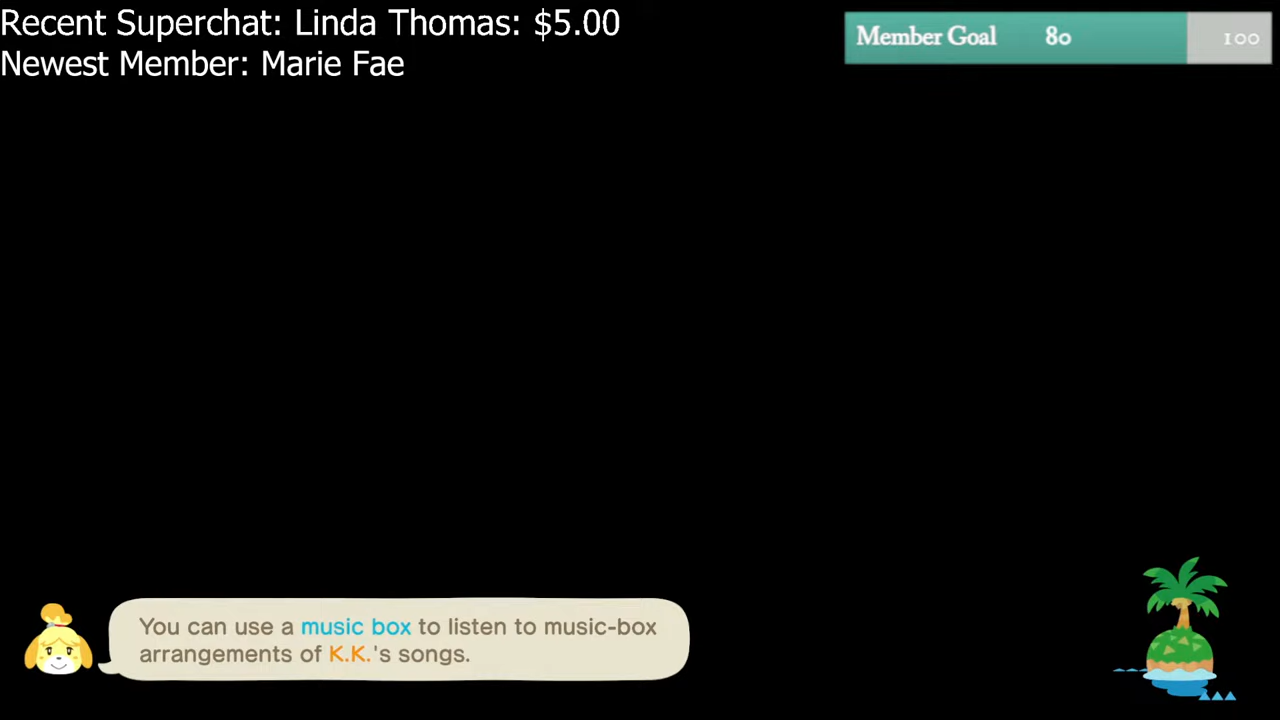 Recent Superchat: Linda Thomas: $5.00
Newest Member: Marie Fae
Member Goal 80 100
You can use a music box to listen to music-box
arrangements of K.K.'s songs.